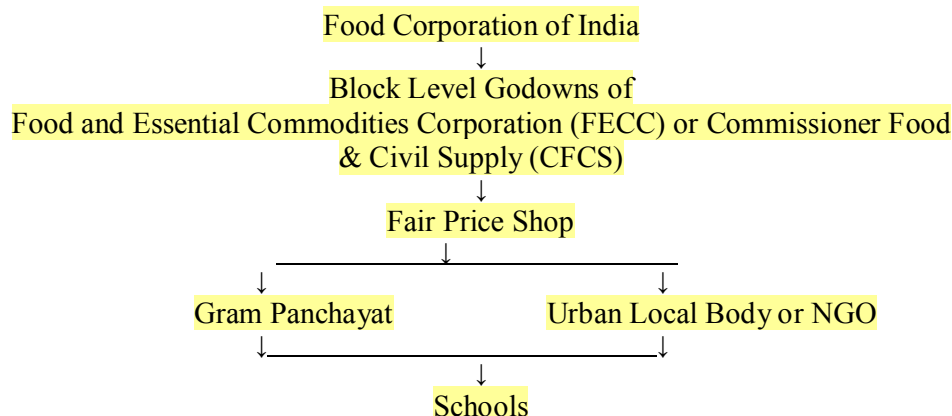 Food Corporation of India
↓
Block Level Godowns of
Food and Essential Commodities Corporation (FECC) or Commissioner Food
& Civil Supply (CFCS)
↓
Fair Price Shop
↓
↓ ↓
Gram Panchayat Urban Local Body or NGO
↓ ↓
↓
Schools